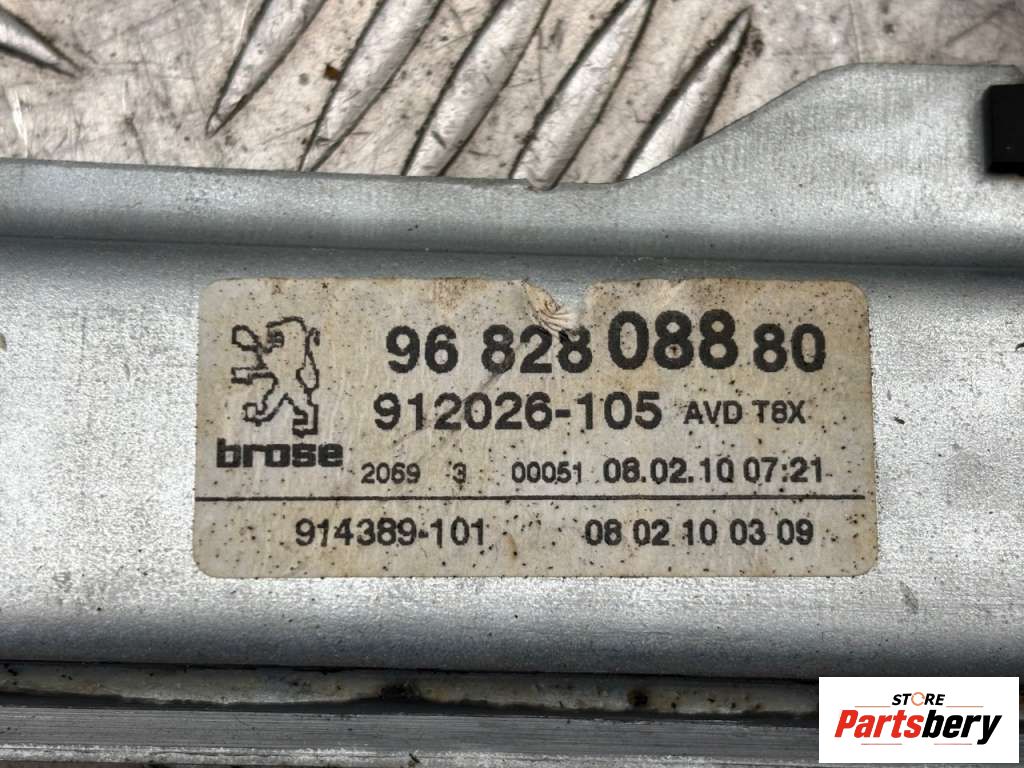 96 828 088 80
912026-105 AVD T8X
brose
2069 3 00051 08.02.10 07:21
914389-101 08 02 10 03 09
STORE
Partsbery